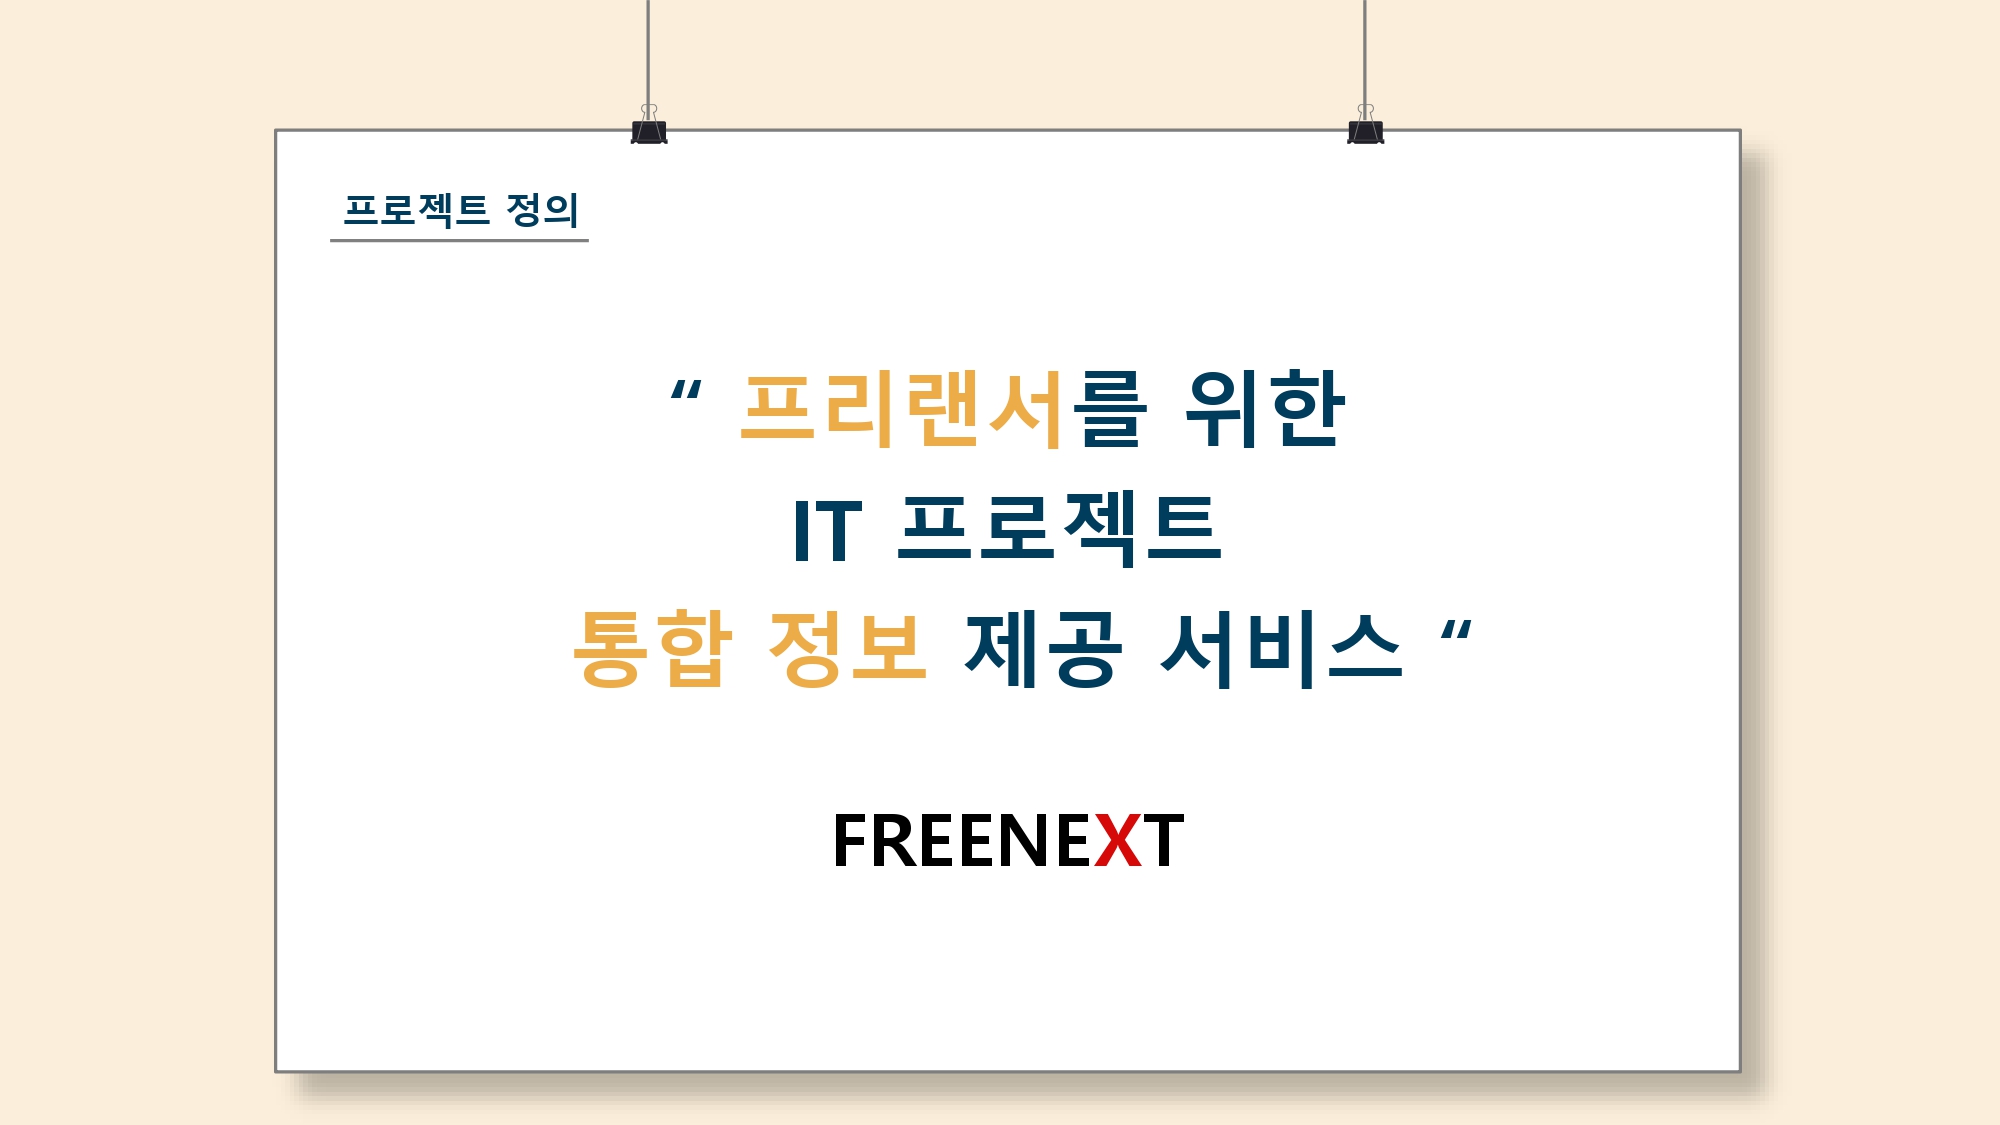 프로젝트 정의
“ 프리랜서를 위한
IT 프로젝트
통합 정보 제공 서비스 “
FREENEXT